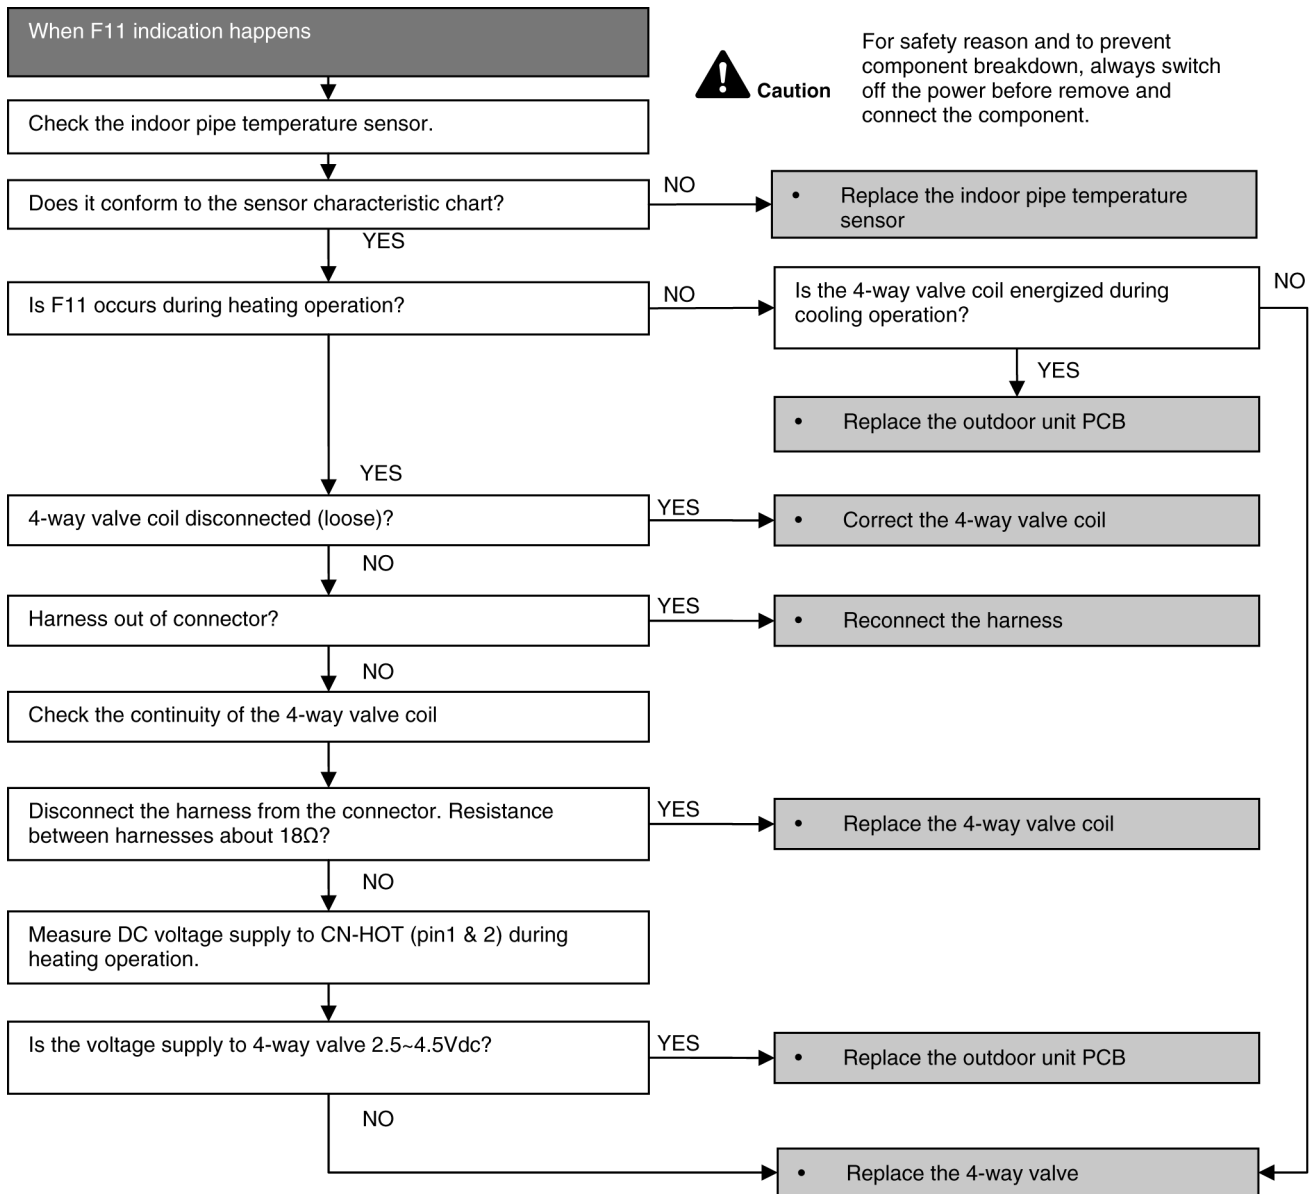 When F11 indication happens
For safety reason and to prevent
component breakdown, always switch
off the power before remove and
connect the component.
Caution
Check the indoor pipe temperature sensor.
Does it conform to the sensor characteristic chart?
NO
• Replace the indoor pipe temperature
sensor
YES
Is F11 occurs during heating operation?
NO
Is the 4-way valve coil energized during
cooling operation?
NO
YES
• Replace the outdoor unit PCB
YES
4-way valve coil disconnected (loose)?
YES
• Correct the 4-way valve coil
NO
Harness out of connector?
YES
• Reconnect the harness
NO
Check the continuity of the 4-way valve coil
Disconnect the harness from the connector. Resistance
between harnesses about 18Ω?
YES
• Replace the 4-way valve coil
NO
Measure DC voltage supply to CN-HOT (pin1 & 2) during
heating operation.
Is the voltage supply to 4-way valve 2.5~4.5Vdc?
YES
• Replace the outdoor unit PCB
NO
• Replace the 4-way valve